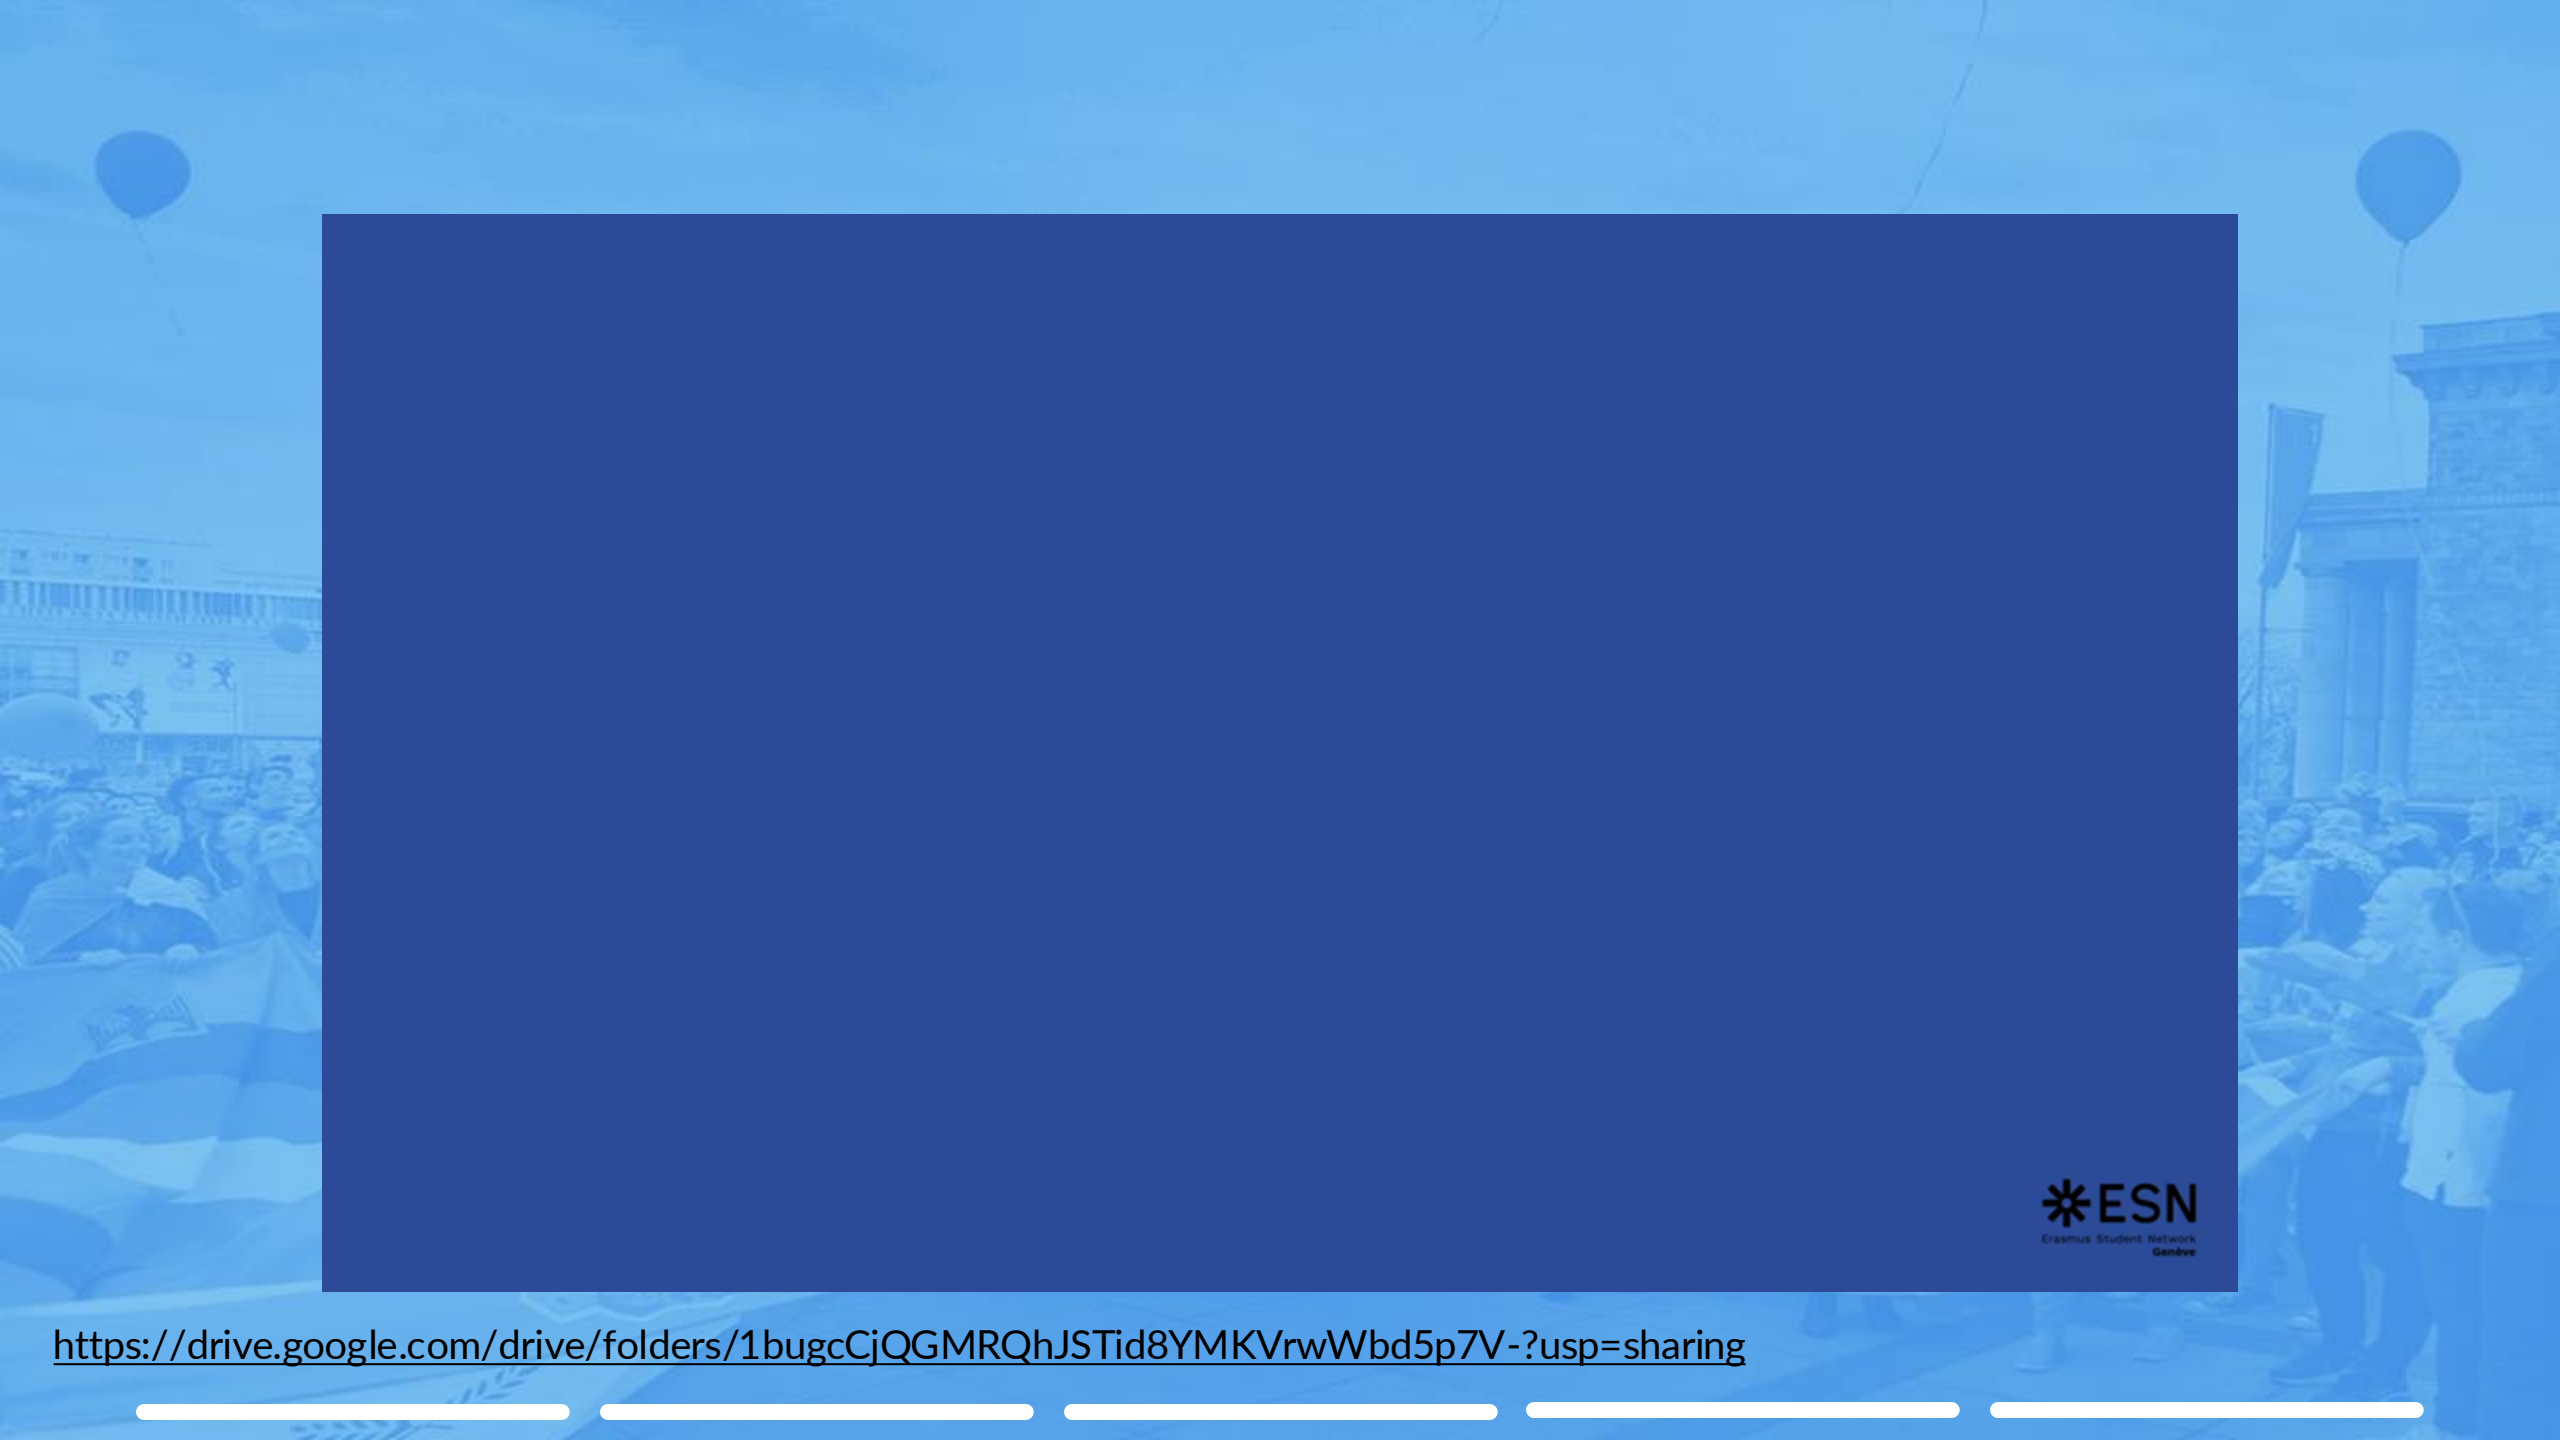 ESN
Erasmus Student Network
Genève
https://drive.google.com/drive/folders/1bugcCjQGMRQhJSTid8YMKVrwWbd5p7V-?usp=sharing